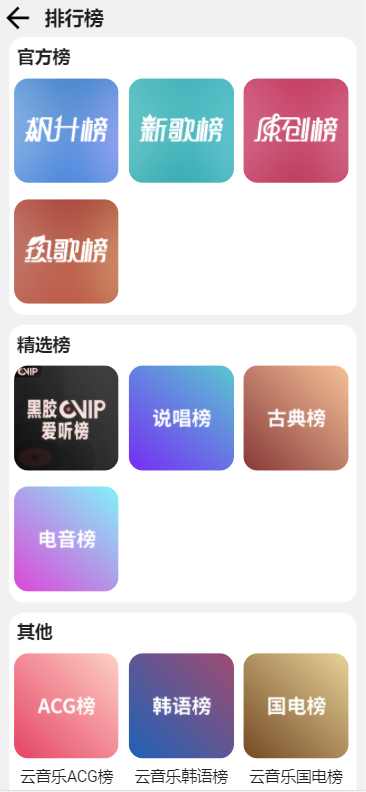 排行榜
官方榜
飙升榜
新歌榜
原创榜
热歌榜
精选榜
VIP
黑胶VIP
爱听榜
说唱榜
古典榜
电音榜
其他
ACG榜
韩语榜
国电榜
云音乐ACG榜
云音乐韩语榜
云音乐国电榜